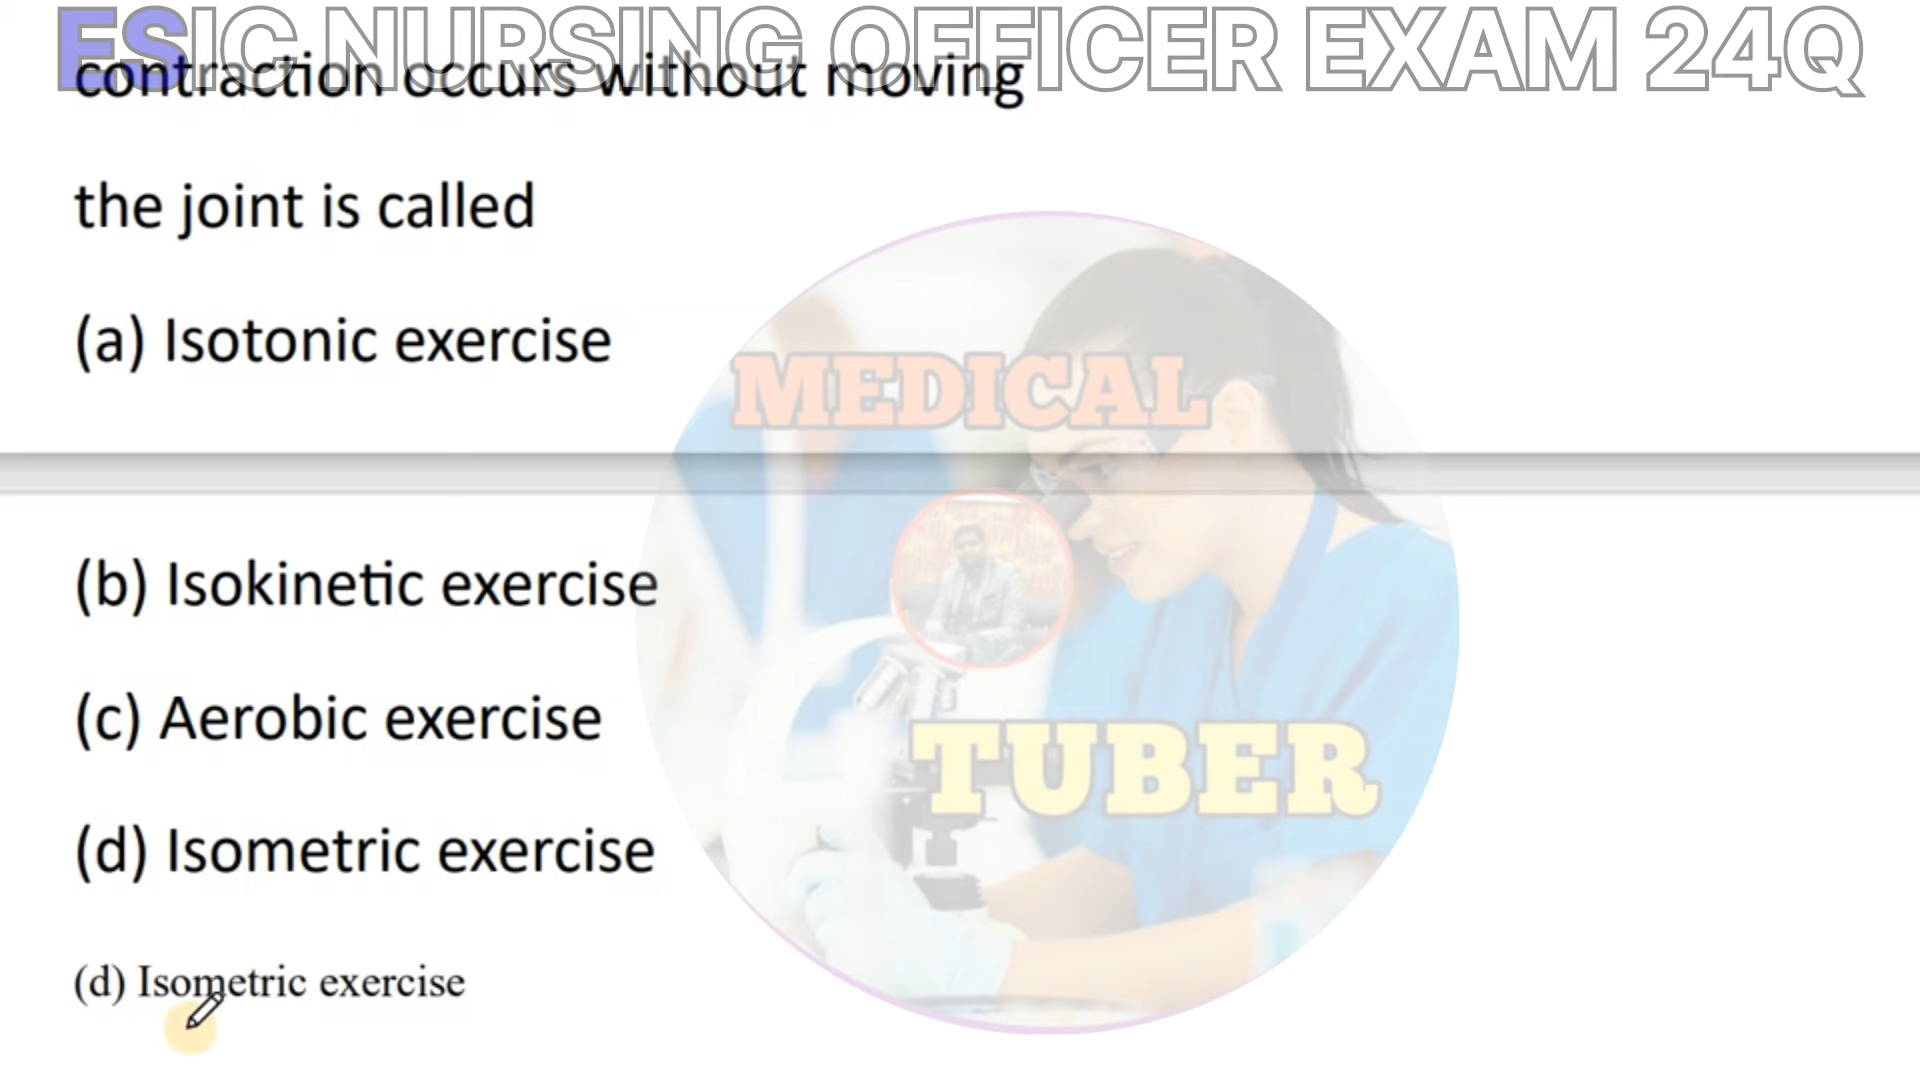 ESIC NURSING OFFICER EXAM 24Q
contraction occurs without moving
the joint is called
(a) Isotonic exercise
MEDICAL
(b) Isokinetic exercise
(c) Aerobic exercise
TUBER
(d) Isometric exercise
(d) Isometric exercise